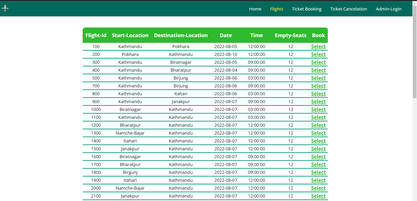 Home Flights Ticket Booking Ticket Cancelation Admin-Login
Flight-Id Start-Location Destination-Location Date Time Empty-Seats Book
100 Kathmandu Pokhara 2022-08-05 12:00:00 12 Select
200 Pokhara Kathmandu 2022-08-10 12:00:00 12 Select
300 Kathmandu Biratnagar 2022-08-05 09:00:00 12 Select
400 Kathmandu Bharatpur 2022-08-04 09:00:00 12 Select
500 Kathmandu Birjung 2022-08-06 03:00:00 12 Select
700 Kathmandu Birjung 2022-08-06 09:00:00 12 Select
800 Kathmandu Itahari 2022-08-06 03:00:00 12 Select
900 Kathmandu Janakpur 2022-08-07 09:00:00 12 Select
1000 Biratnagar Kathmandu 2022-08-07 03:00:00 12 Select
1100 Kathmandu Kathmandu 2022-08-07 03:00:00 12 Select
1200 Bharatpur Kathmandu 2022-08-07 12:00:00 12 Select
1300 Namche-Bajar Kathmandu 2022-08-07 12:00:00 12 Select
1400 Itahari Kathmandu 2022-08-07 12:00:00 12 Select
1500 Janakpur Kathmandu 2022-08-07 12:00:00 12 Select
1600 Biratnagar Kathmandu 2022-08-07 09:00:00 12 Select
1700 Bharatpur Kathmandu 2022-08-07 09:00:00 12 Select
1800 Birgunj Kathmandu 2022-08-07 09:00:00 12 Select
1900 Itahari Kathmandu 2022-08-07 12:00:00 12 Select
2000 Namche-Bajar Kathmandu 2022-08-07 12:00:00 12 Select
2100 Janakpur Kathmandu 2022-08-07 09:00:00 12 Select